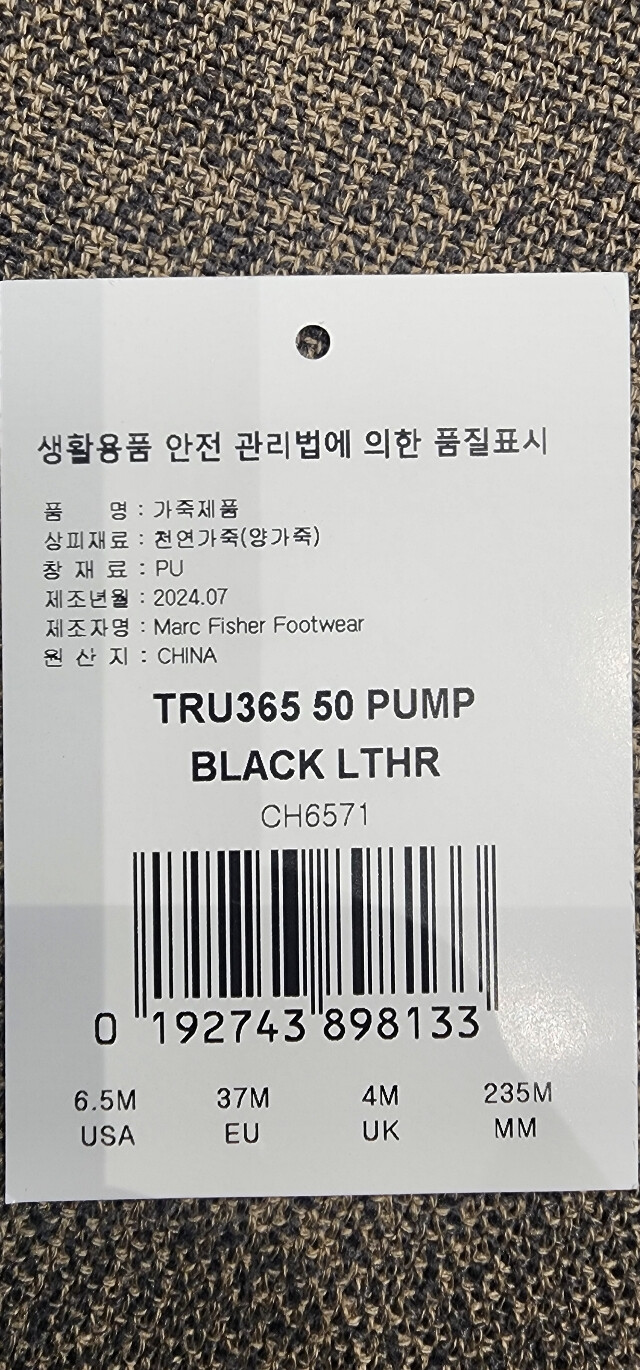 생활용품 안전 관리법에 의한 품질표시
품 명 : 가죽제품
상피재료 : 천연가죽(양가죽)
창 재 료 : PU
제조년월 : 2024.07
제조자명 : Marc Fisher Footwear
원 산 지 : CHINA
TRU365 50 PUMP
BLACK LTHR
CH6571
0 192743 898133
6.5M 37M 4M 235M
USA EU UK MM